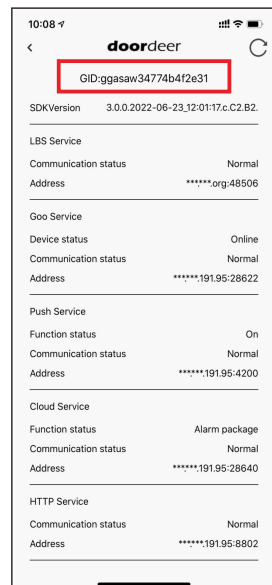 10:08
doordeer
GID:ggasaw34774b4f2e31
SDKVersion 3.0.0.2022-06-23_12:01:17.c.C2.B2.
LBS Service
Communication status Normal
Address ***.***.org:48506
Goo Service
Device status Online
Communication status Normal
Address ***.***.191.95:28622
Push Service
Function status On
Communication status Normal
Address ***.***.191.95:4200
Cloud Service
Function status Alarm package
Communication status Normal
Address ***.***.191.95:28640
HTTP Service
Communication status Normal
Address ***.***.191.95:8802